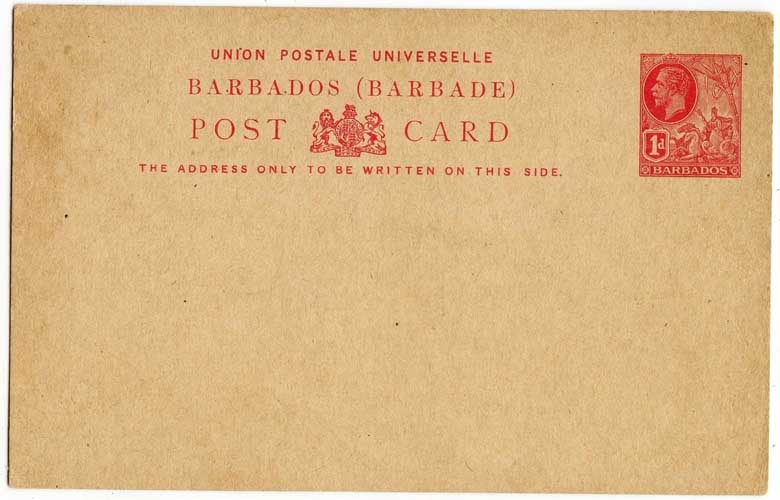 UNION POSTALE UNIVERSELLE
BARBADOS (BARBADE)
POST CARD
THE ADDRESS ONLY TO BE WRITTEN ON THIS SIDE.
1d
BARBADOS